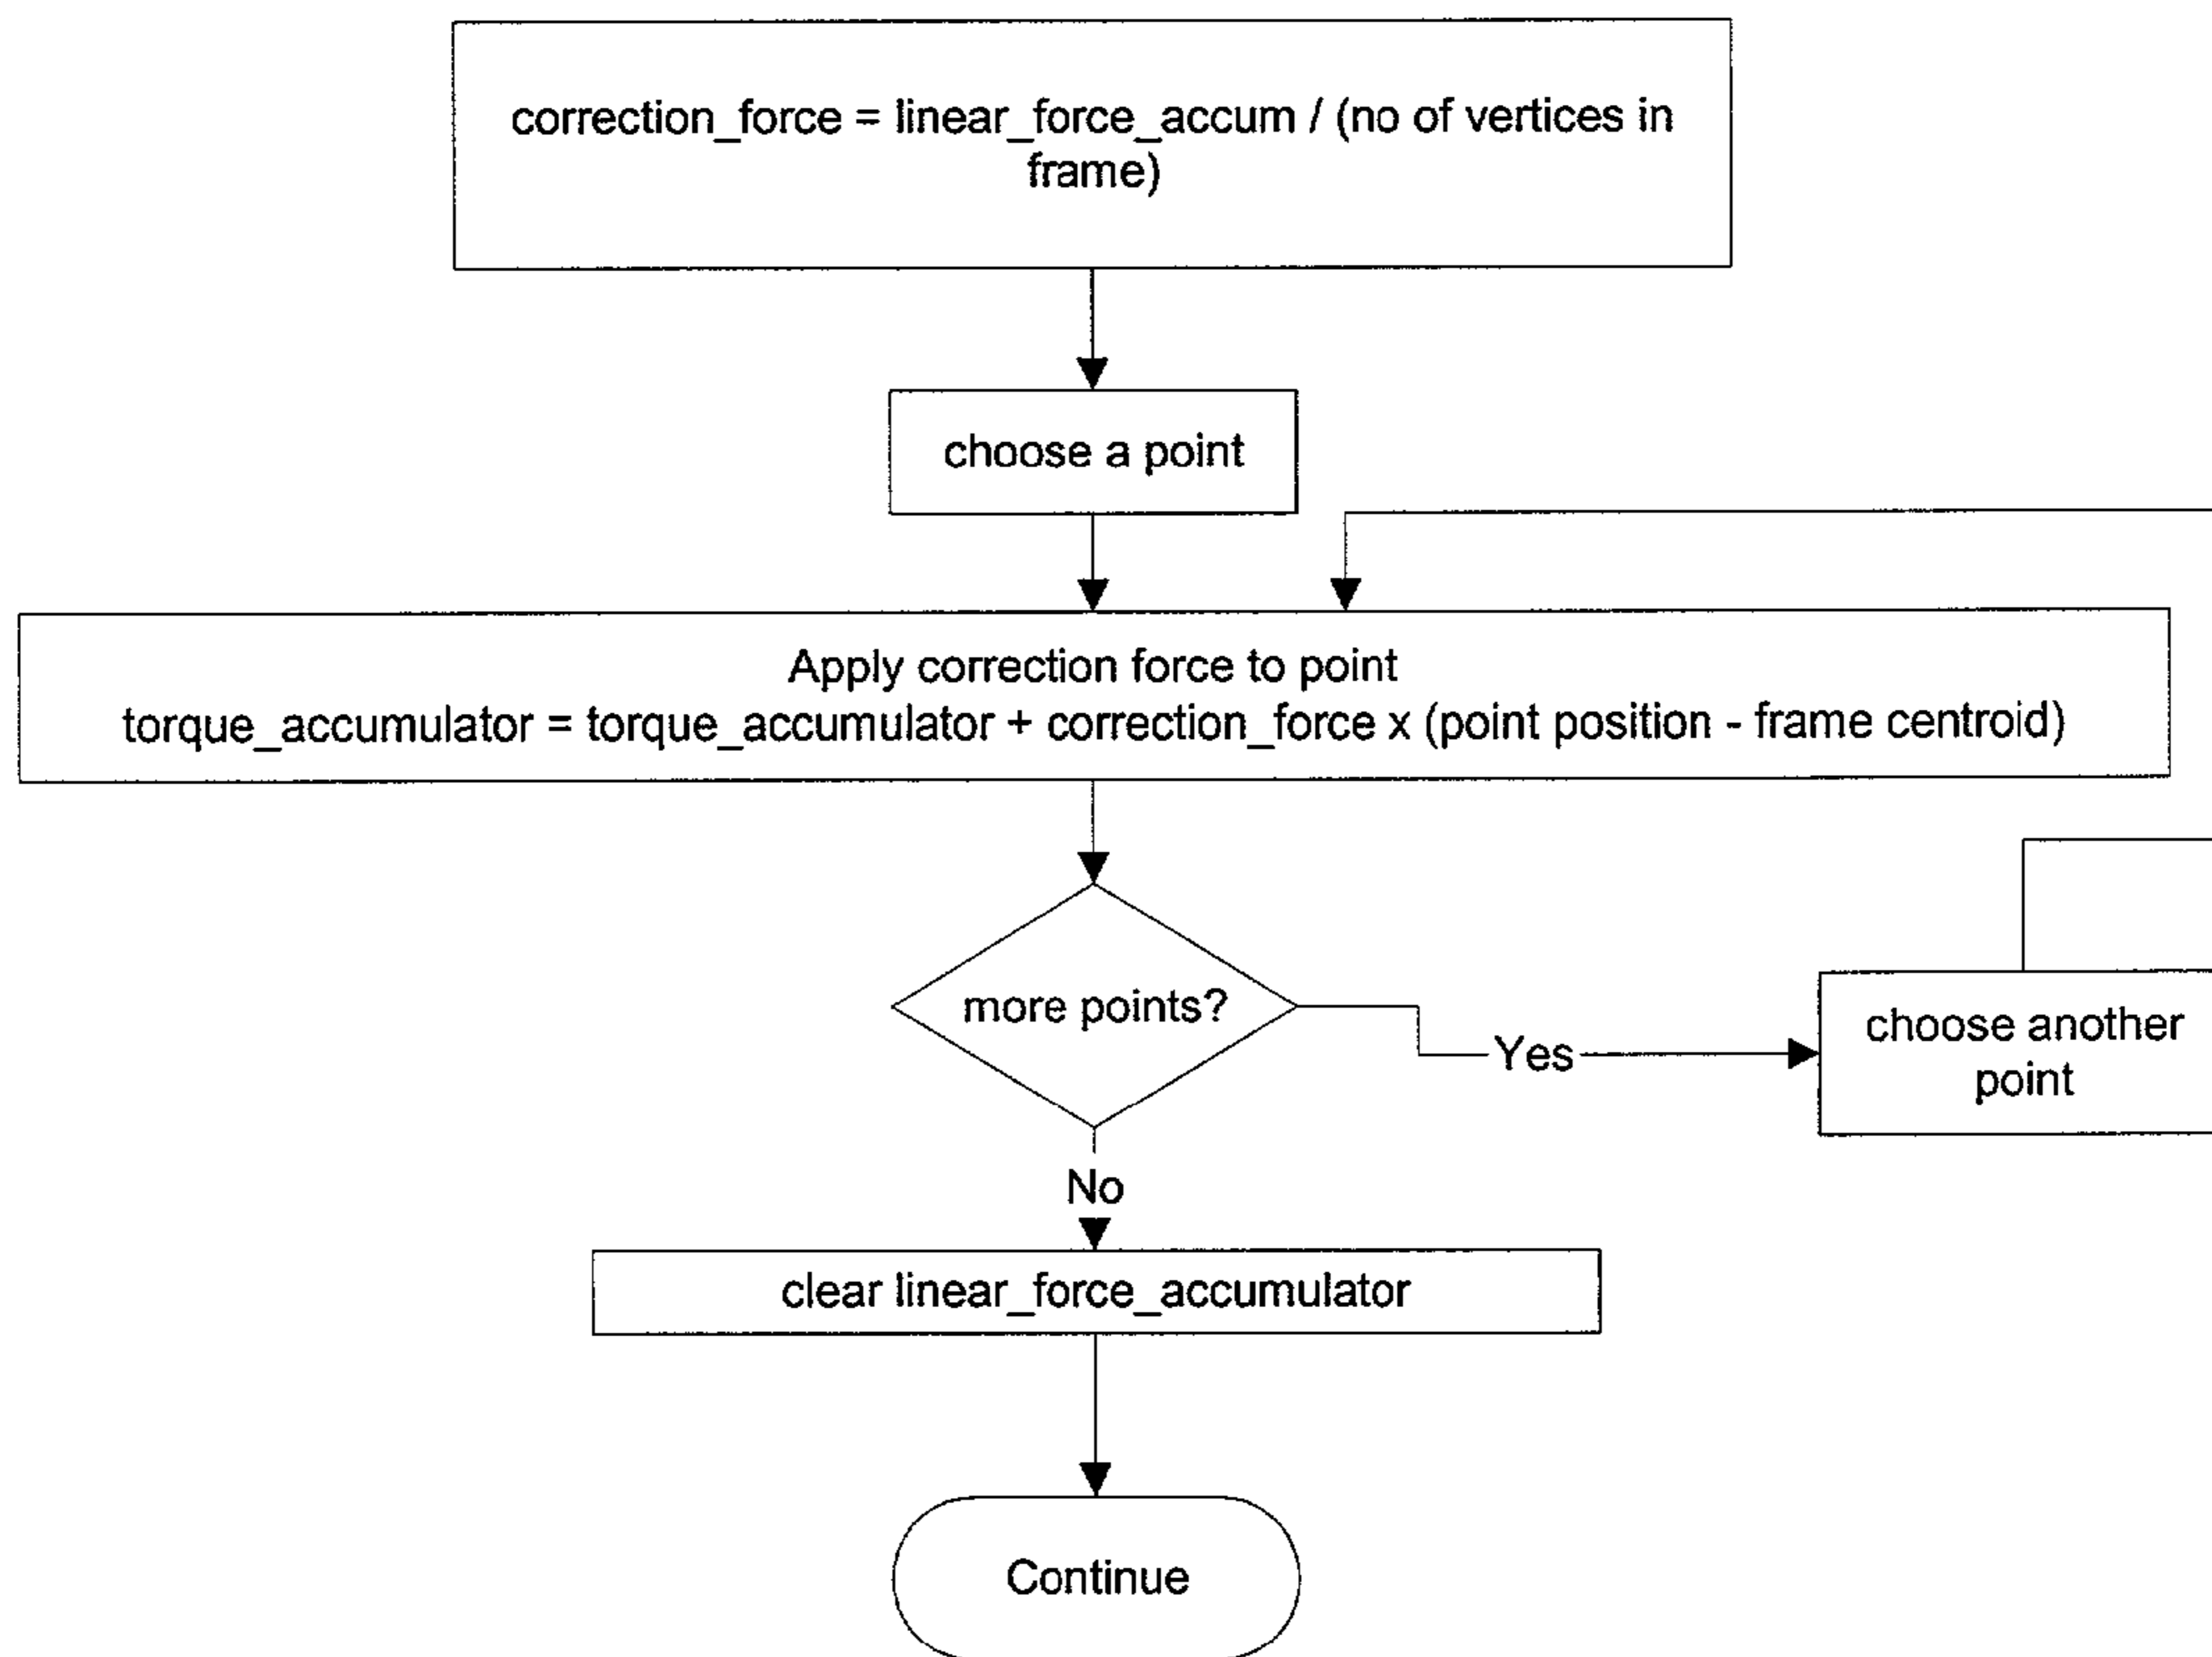 correction_force = linear_force_accum / (no of vertices in
frame)
choose a point
Apply correction force to point
torque_accumulator = torque_accumulator + correction_force x (point position - frame centroid)
more points?
Yes
choose another
point
No
clear linear_force_accumulator
Continue